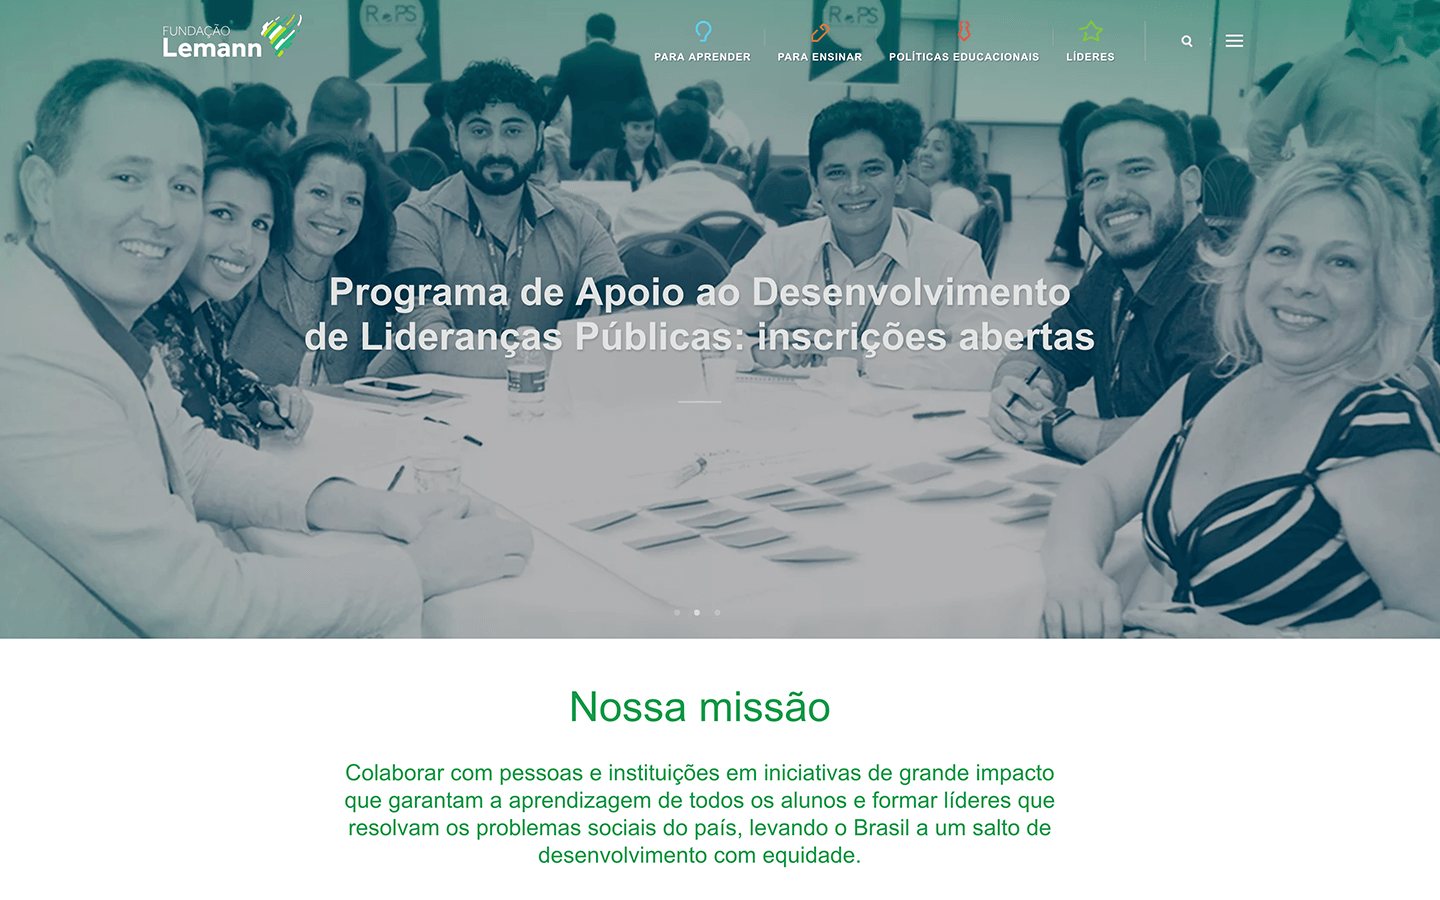 FUNDAÇÃO
Lemann
RePS
RePS
PARA APRENDER
PARA ENSINAR
POLÍTICAS EDUCACIONAIS
LÍDERES
Programa de Apoio ao Desenvolvimento
de Lideranças Públicas: inscrições abertas
Nossa missão
Colaborar com pessoas e instituições em iniciativas de grande impacto
que garantam a aprendizagem de todos os alunos e formar líderes que
resolvam os problemas sociais do país, levando o Brasil a um salto de
desenvolvimento com equidade.